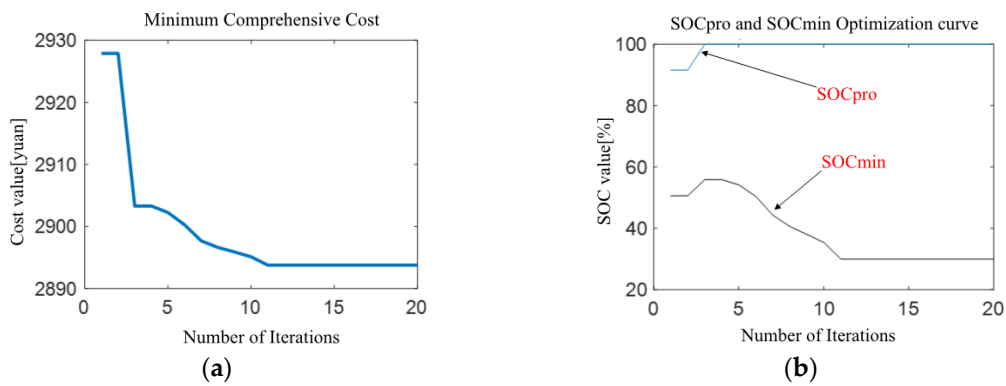 Minimum Comprehensive Cost
2930
2920
2910
2900
2890
Cost value[yuan]
0 5 10 15 20
Number of Iterations
(a)
SOCpro and SOCmin Optimization curve
100
80
60
40
20
SOC value[%]
SOCpro
SOCmin
0 5 10 15 20
Number of Iterations
(b)